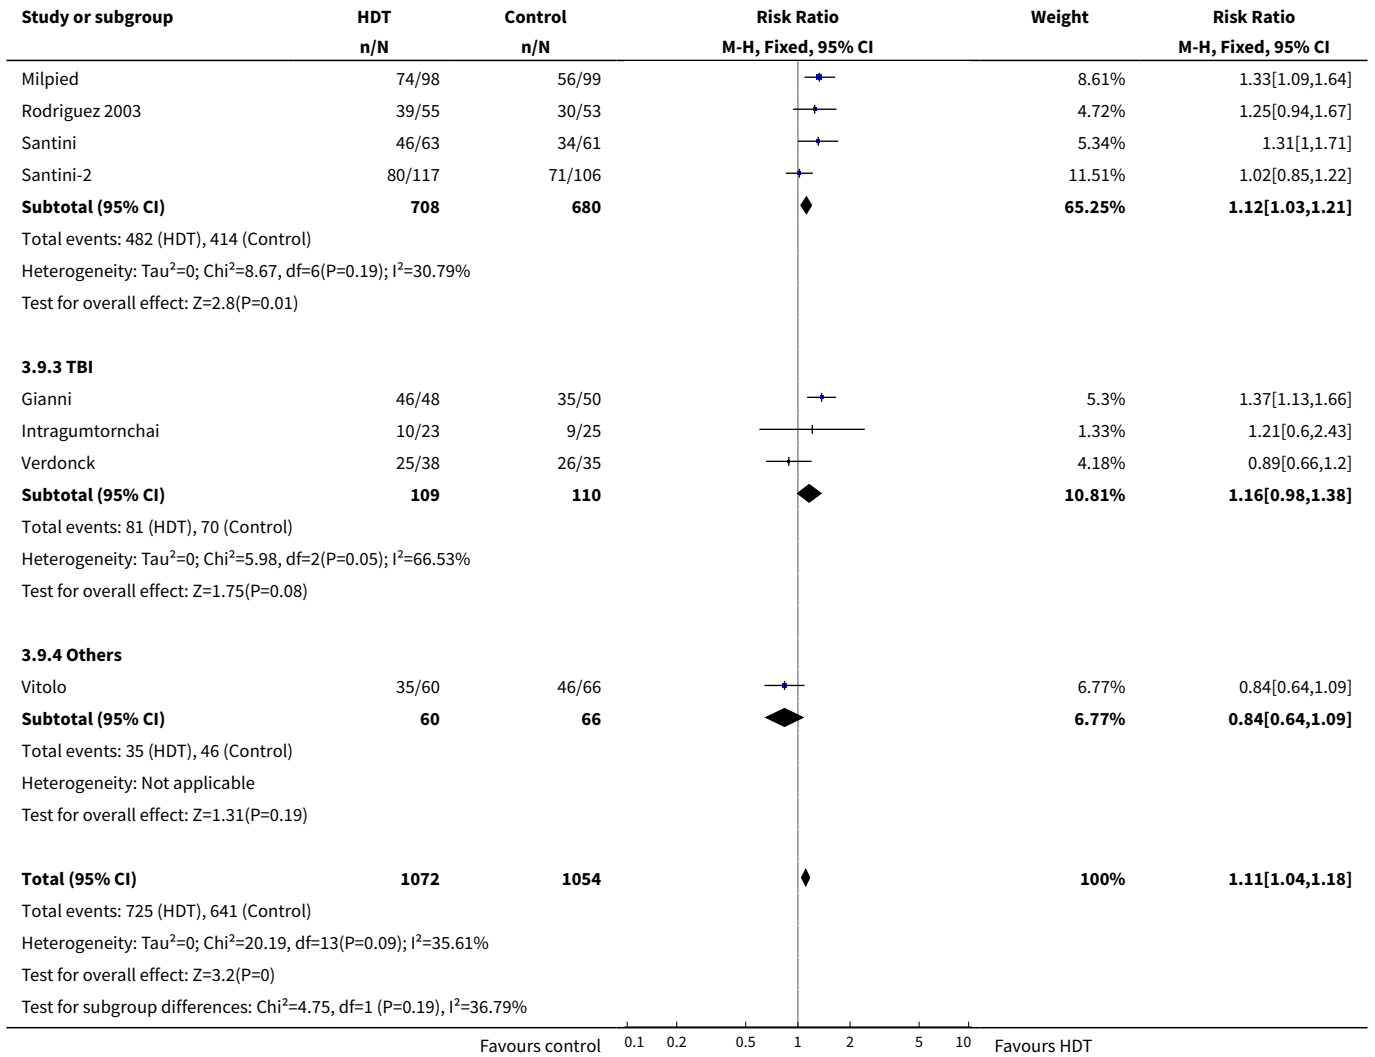 Study or subgroup HDT Control Risk Ratio Weight Risk Ratio
n/N n/N M-H, Fixed, 95% CI M-H, Fixed, 95% CI
Milpied 74/98 56/99 8.61% 1.33[1.09,1.64]
Rodriguez 2003 39/55 30/53 4.72% 1.25[0.94,1.67]
Santini 46/63 34/61 5.34% 1.31[1,1.71]
Santini-2 80/117 71/106 11.51% 1.02[0.85,1.22]
Subtotal (95% CI) 708 680 65.25% 1.12[1.03,1.21]
Total events: 482 (HDT), 414 (Control)
Heterogeneity: Tau²=0; Chi²=8.67, df=6(P=0.19); I²=30.79%
Test for overall effect: Z=2.8(P=0.01)
3.9.3 TBI
Gianni 46/48 35/50 5.3% 1.37[1.13,1.66]
Intragumtornchai 10/23 9/25 1.33% 1.21[0.6,2.43]
Verdonck 25/38 26/35 4.18% 0.89[0.66,1.2]
Subtotal (95% CI) 109 110 10.81% 1.16[0.98,1.38]
Total events: 81 (HDT), 70 (Control)
Heterogeneity: Tau²=0; Chi²=5.98, df=2(P=0.05); I²=66.53%
Test for overall effect: Z=1.75(P=0.08)
3.9.4 Others
Vitolo 35/60 46/66 6.77% 0.84[0.64,1.09]
Subtotal (95% CI) 60 66 6.77% 0.84[0.64,1.09]
Total events: 35 (HDT), 46 (Control)
Heterogeneity: Not applicable
Test for overall effect: Z=1.31(P=0.19)
Total (95% CI) 1072 1054 100% 1.11[1.04,1.18]
Total events: 725 (HDT), 641 (Control)
Heterogeneity: Tau²=0; Chi²=20.19, df=13(P=0.09); I²=35.61%
Test for overall effect: Z=3.2(P=0)
Test for subgroup differences: Chi²=4.75, df=1 (P=0.19), I²=36.79%
Favours control 0.1 0.2 0.5 1 2 5 10 Favours HDT